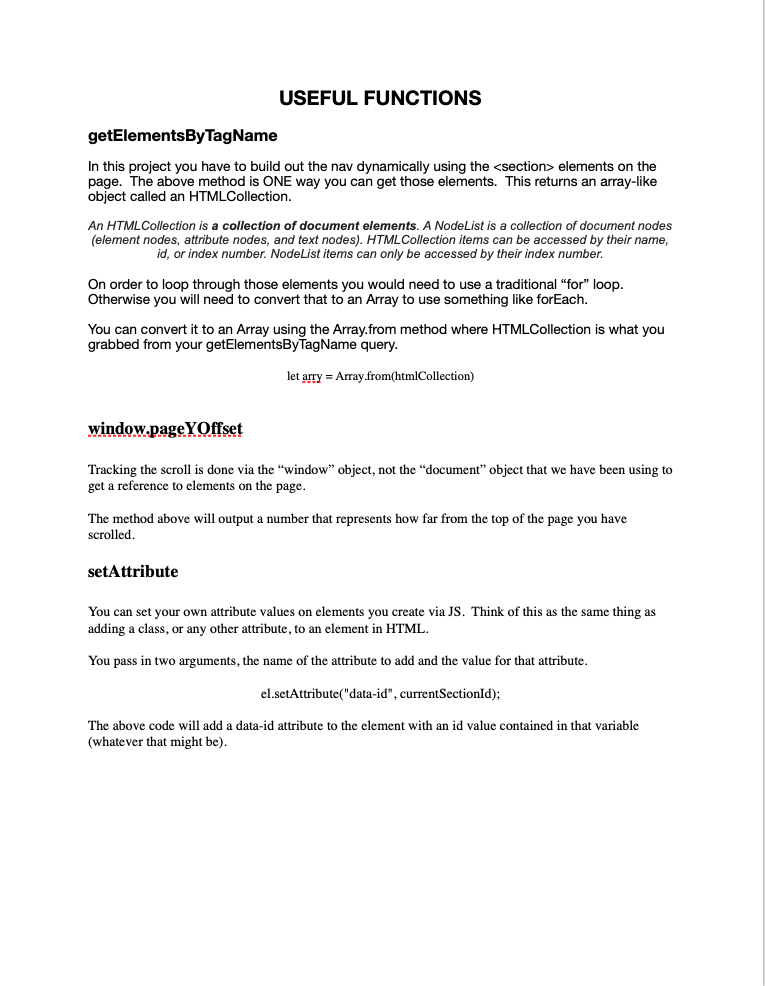 USEFUL FUNCTIONS
getElementsByTagName
In this project you have to build out the nav dynamically using the <section> elements on the
page.  The above method is ONE way you can get those elements.  This returns an array-like
object called an HTMLCollection.
An HTMLCollection is a collection of document elements. A NodeList is a collection of document nodes
(element nodes, attribute nodes, and text nodes). HTMLCollection items can be accessed by their name,
id, or index number. NodeList items can only be accessed by their index number.
On order to loop through those elements you would need to use a traditional “for” loop.
Otherwise you will need to convert that to an Array to use something like forEach.
You can convert it to an Array using the Array.from method where HTMLCollection is what you
grabbed from your getElementsByTagName query.
let arry = Array.from(htmlCollection)
window.pageYOffset
Tracking the scroll is done via the “window” object, not the “document” object that we have been using to
get a reference to elements on the page.
The method above will output a number that represents how far from the top of the page you have
scrolled.
setAttribute
You can set your own attribute values on elements you create via JS.  Think of this as the same thing as
adding a class, or any other attribute, to an element in HTML.
You pass in two arguments, the name of the attribute to add and the value for that attribute.
el.setAttribute("data-id", currentSectionId);
The above code will add a data-id attribute to the element with an id value contained in that variable
(whatever that might be).